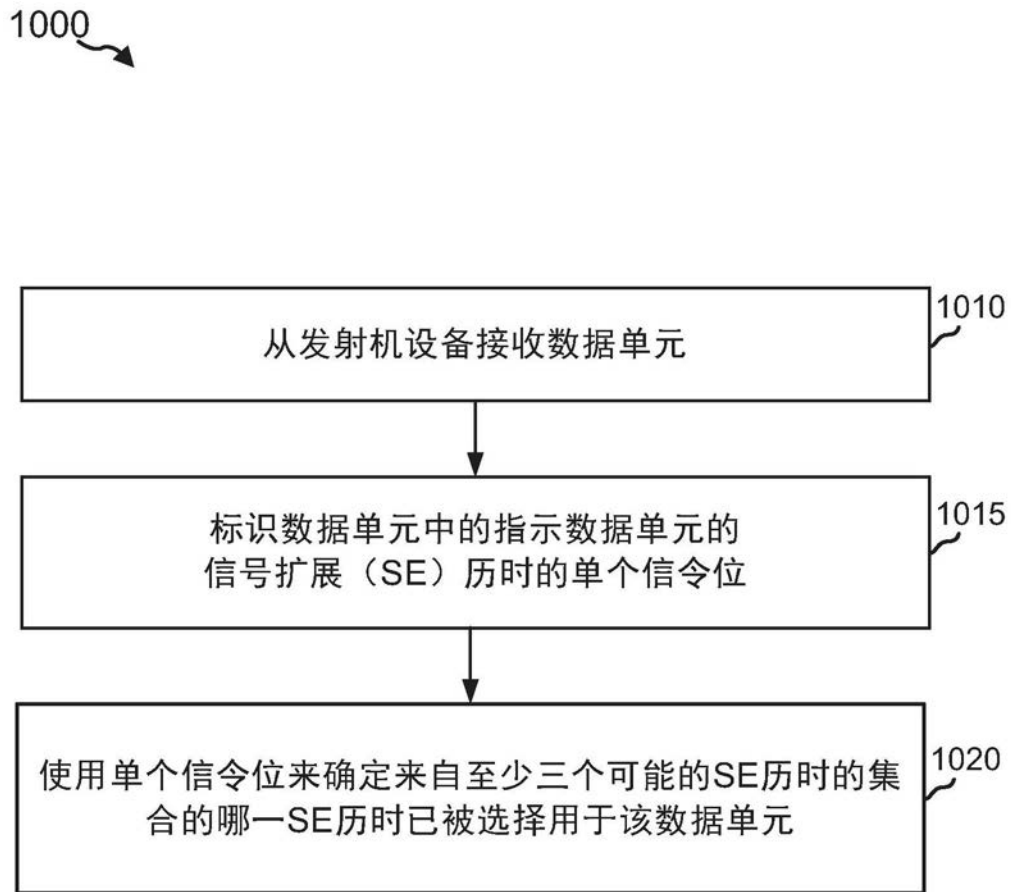 1000
从发射机设备接收数据单元
1010
标识数据单元中的指示数据单元的
信号扩展（SE）历时的单个信令位
1015
使用单个信令位来确定来自至少三个可能的SE历时的集
合的哪一SE历时已被选择用于该数据单元
1020